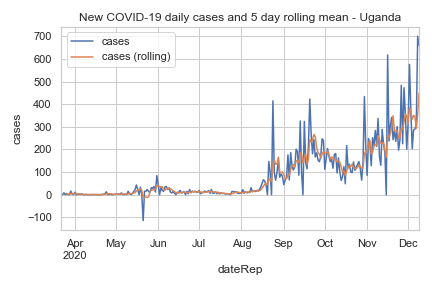 New COVID-19 daily cases and 5 day rolling mean - Uganda
cases
cases (rolling)
700
600
500
400
300
200
100
0
−100
cases
Apr May Jun Jul Aug Sep Oct Nov Dec
2020
dateRep